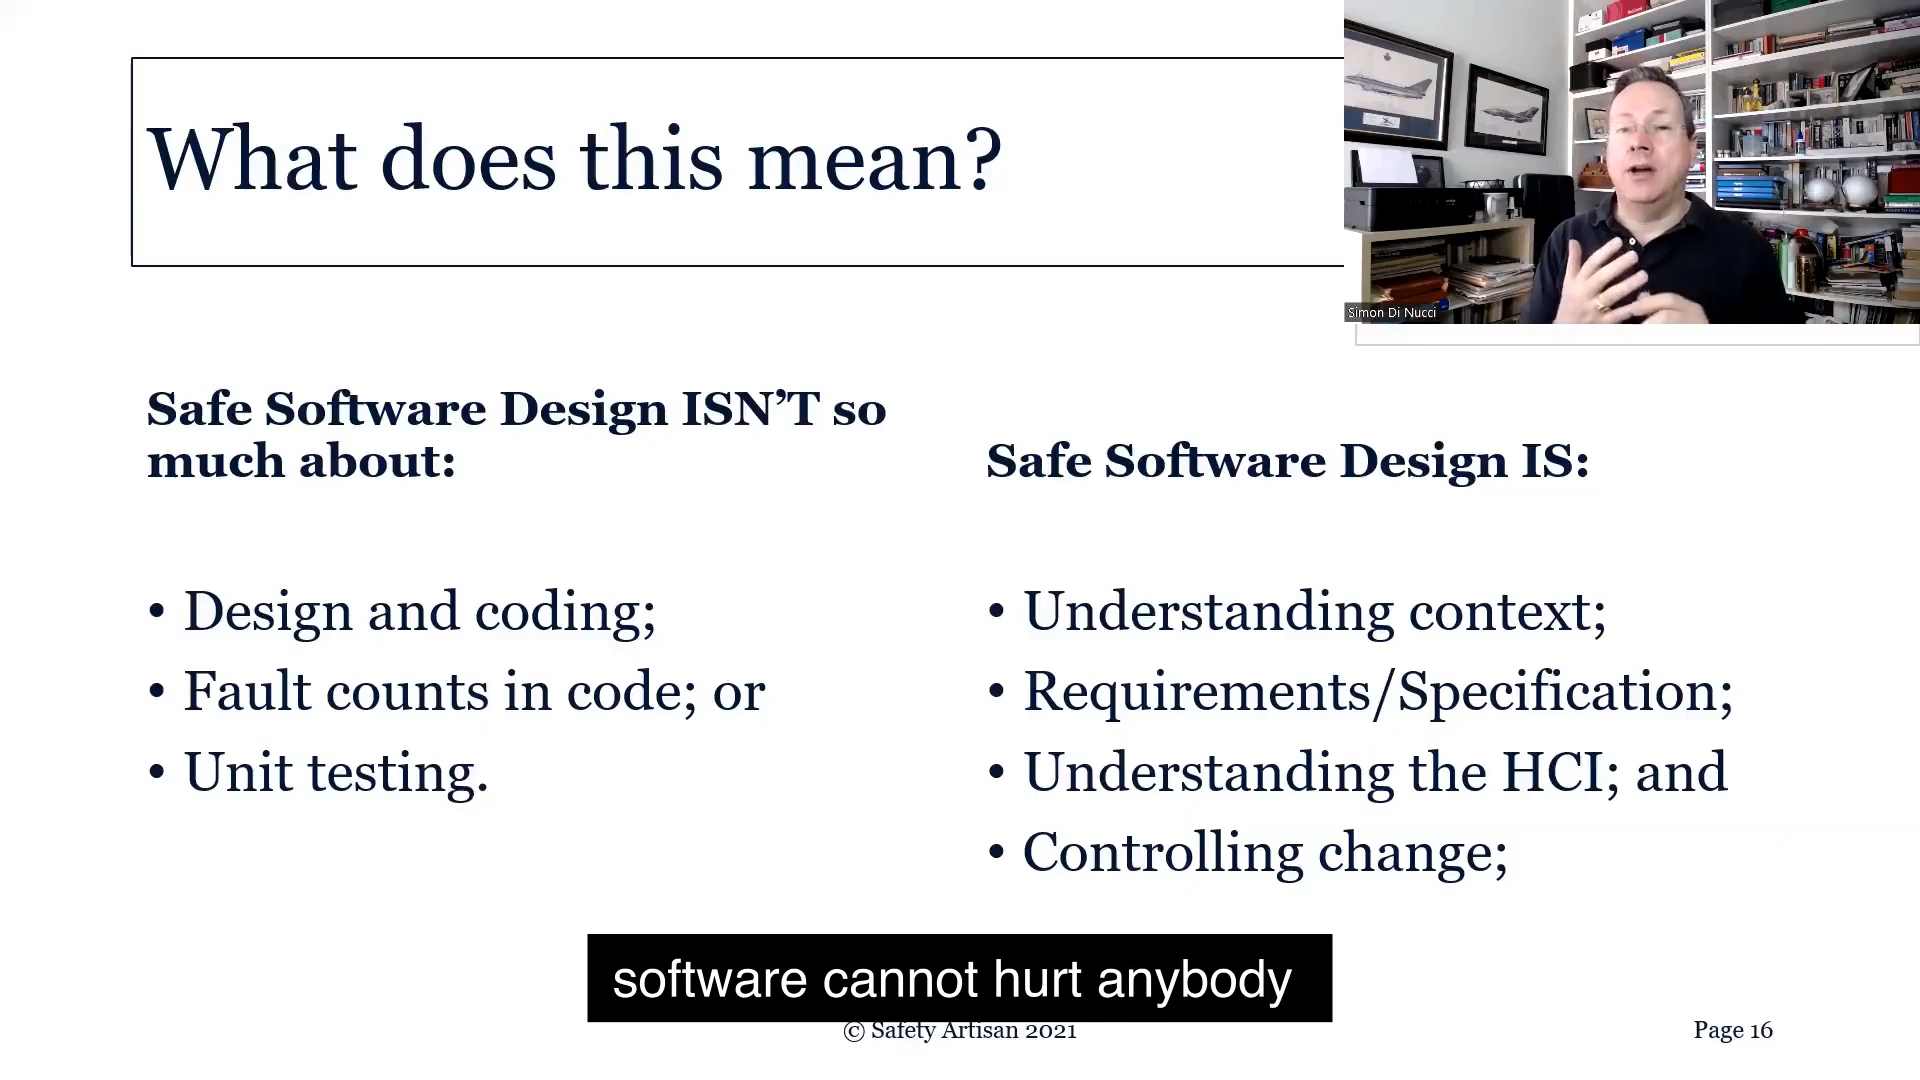 What does this mean?
Simon Di Nucci
Safe Software Design ISN’T so
much about:
• Design and coding;
• Fault counts in code; or
• Unit testing.
Safe Software Design IS:
• Understanding context;
• Requirements/Specification;
• Understanding the HCI; and
• Controlling change;
software cannot hurt anybody
© Safety Artisan 2021
Page 16